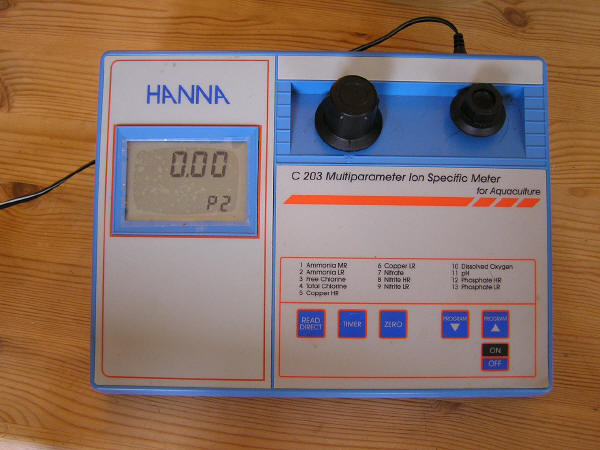 HANNA
0.00
P2
C 203 Multiparameter Ion Specific Meter
for Aquaculture
1 Ammonia MR
2 Ammonia LR
3 Free Chlorine
4 Total Chlorine
5 Copper HR
6 Copper LR
7 Nitrate
8 Nitrite HR
9 Nitrite LR
10 Dissolved Oxygen
11 pH
12 Phosphate HR
13 Phosphate LR
READ
DIRECT
TIMER
ZERO
PROGRAM
PROGRAM
ON
OFF